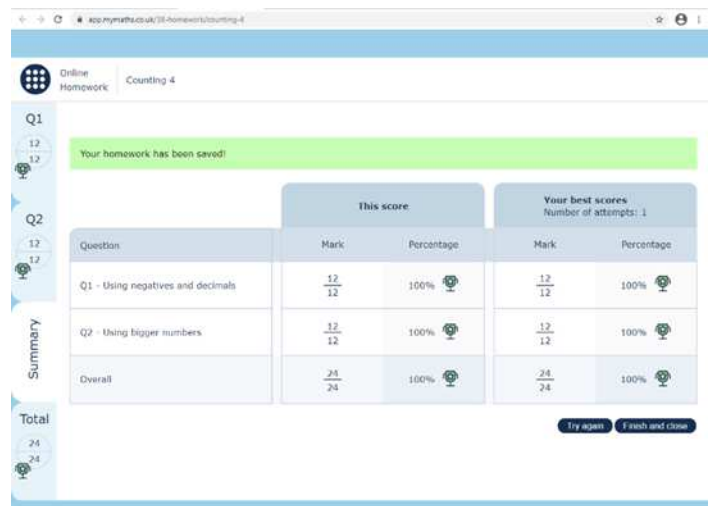 app.mymaths.co.uk/38-homework/counting-4
Online
Homework
Counting 4
Q1
12
12
Q2
12
12
Summary
Total
24
24
Your homework has been saved!
This score
Your best scores
Number of attempts: 1
Question Mark Percentage Mark Percentage
Q1 - Using negatives and decimals 12/12 100% 12/12 100%
Q2 - Using bigger numbers 12/12 100% 12/12 100%
Overall 24/24 100% 24/24 100%
Try again Finish and close